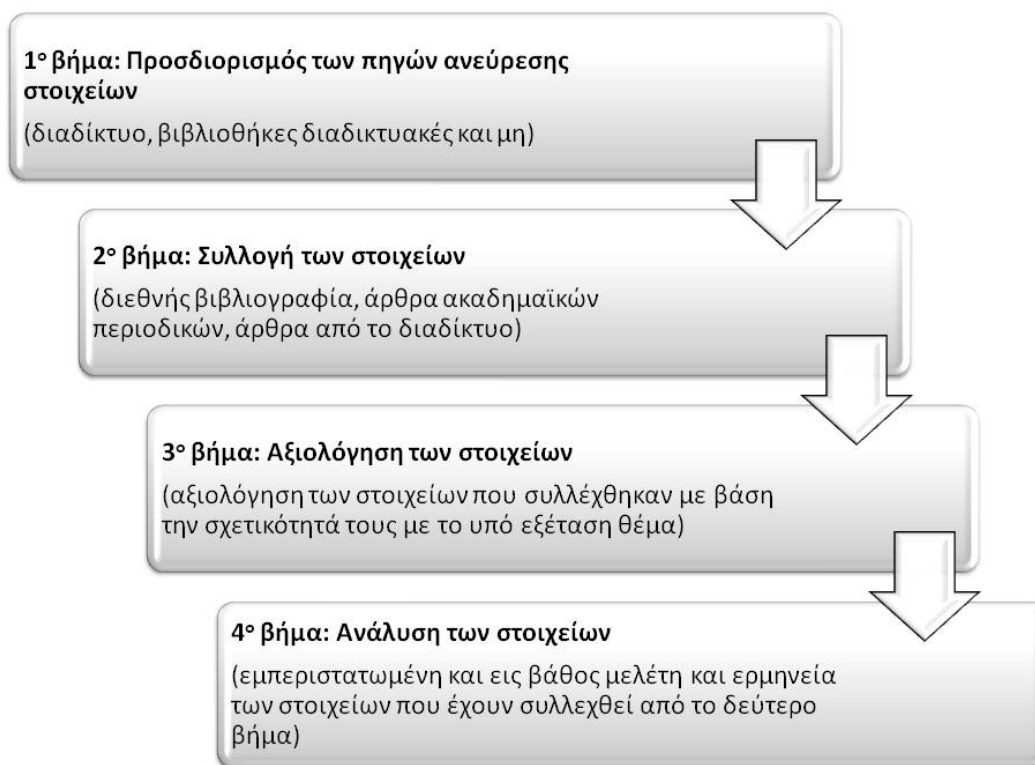 1ο βήμα: Προσδιορισμός των πηγών ανεύρεσης
στοιχείων
(διαδίκτυο, βιβλιοθήκες διαδικτυακές και μη)
2ο βήμα: Συλλογή των στοιχείων
(διεθνής βιβλιογραφία, άρθρα ακαδημαϊκών
περιοδικών, άρθρα από το διαδίκτυο)
3ο βήμα: Αξιολόγηση των στοιχείων
(αξιολόγηση των στοιχείων που συλλέχθηκαν με βάση
την σχετικότητά τους με το υπό εξέταση θέμα)
4ο βήμα: Ανάλυση των στοιχείων
(εμπεριστατωμένη και εις βάθος μελέτη και ερμηνεία
των στοιχείων που έχουν συλλεχθεί από το δεύτερο
βήμα)